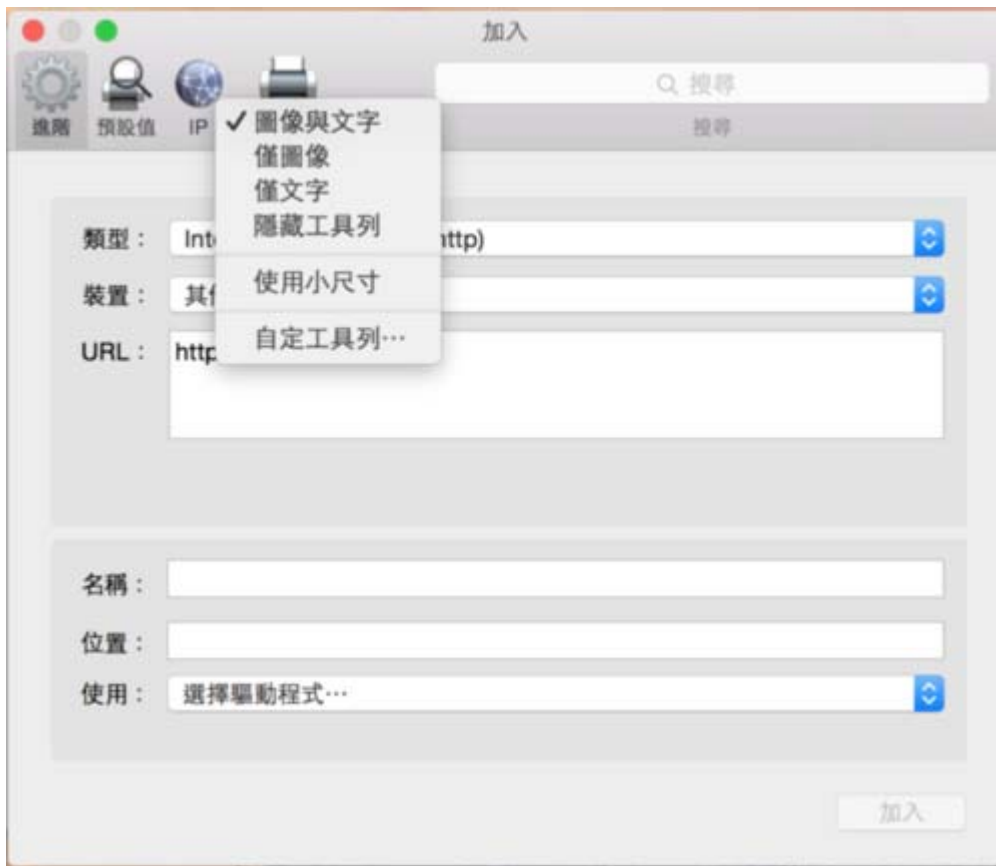 加入
搜尋
進階 預設值 IP 搜尋
✓ 圖像與文字
僅圖像
僅文字
隱藏工具列
使用小尺寸
自定工具列…
類型： Int ttp)
裝置： 其
URL： http
名稱：
位置：
使用： 選擇驅動程式…
加入